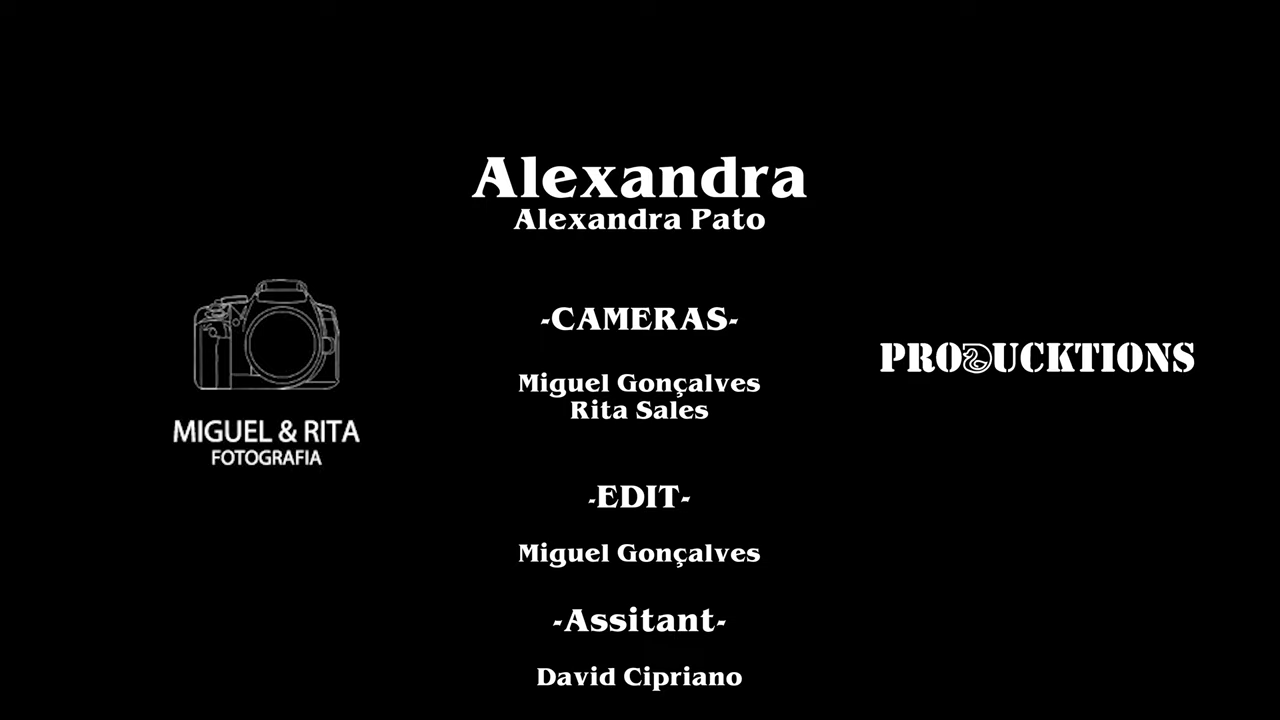 Alexandra
Alexandra Pato
-CAMERAS-
Miguel Gonçalves
Rita Sales
-EDIT-
Miguel Gonçalves
-Assitant-
David Cipriano
MIGUEL & RITA
FOTOGRAFIA
PRODUCKTIONS